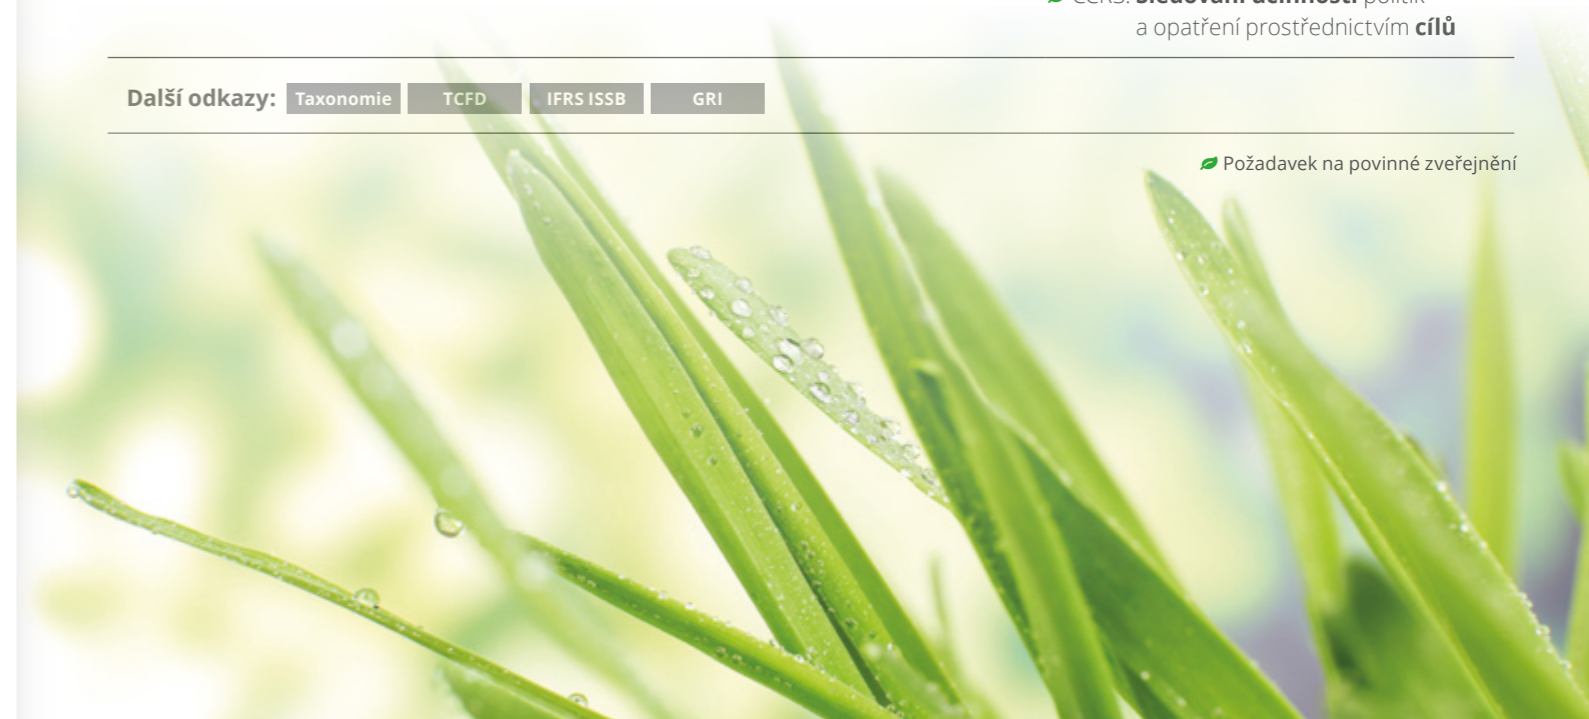 a opatření prostřednictvím cílů
Další odkazy: Taxonomie TCFD IFRS ISSB GRI
Požadavek na povinné zveřejnění